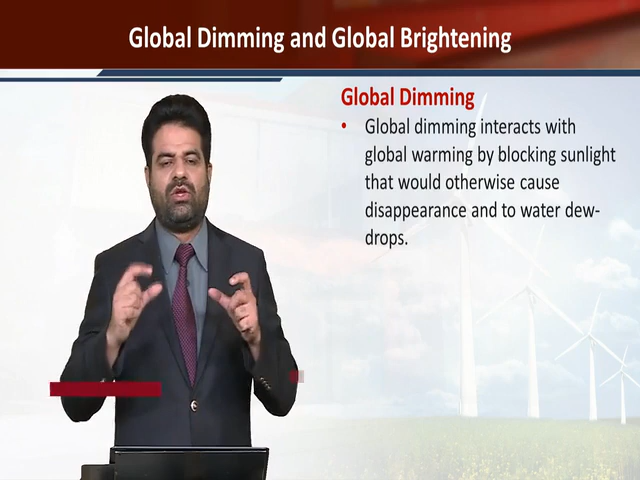 Global Dimming and Global Brightening
Global Dimming
• Global dimming interacts with
global warming by blocking sunlight
that would otherwise cause
disappearance and to water dew-
drops.